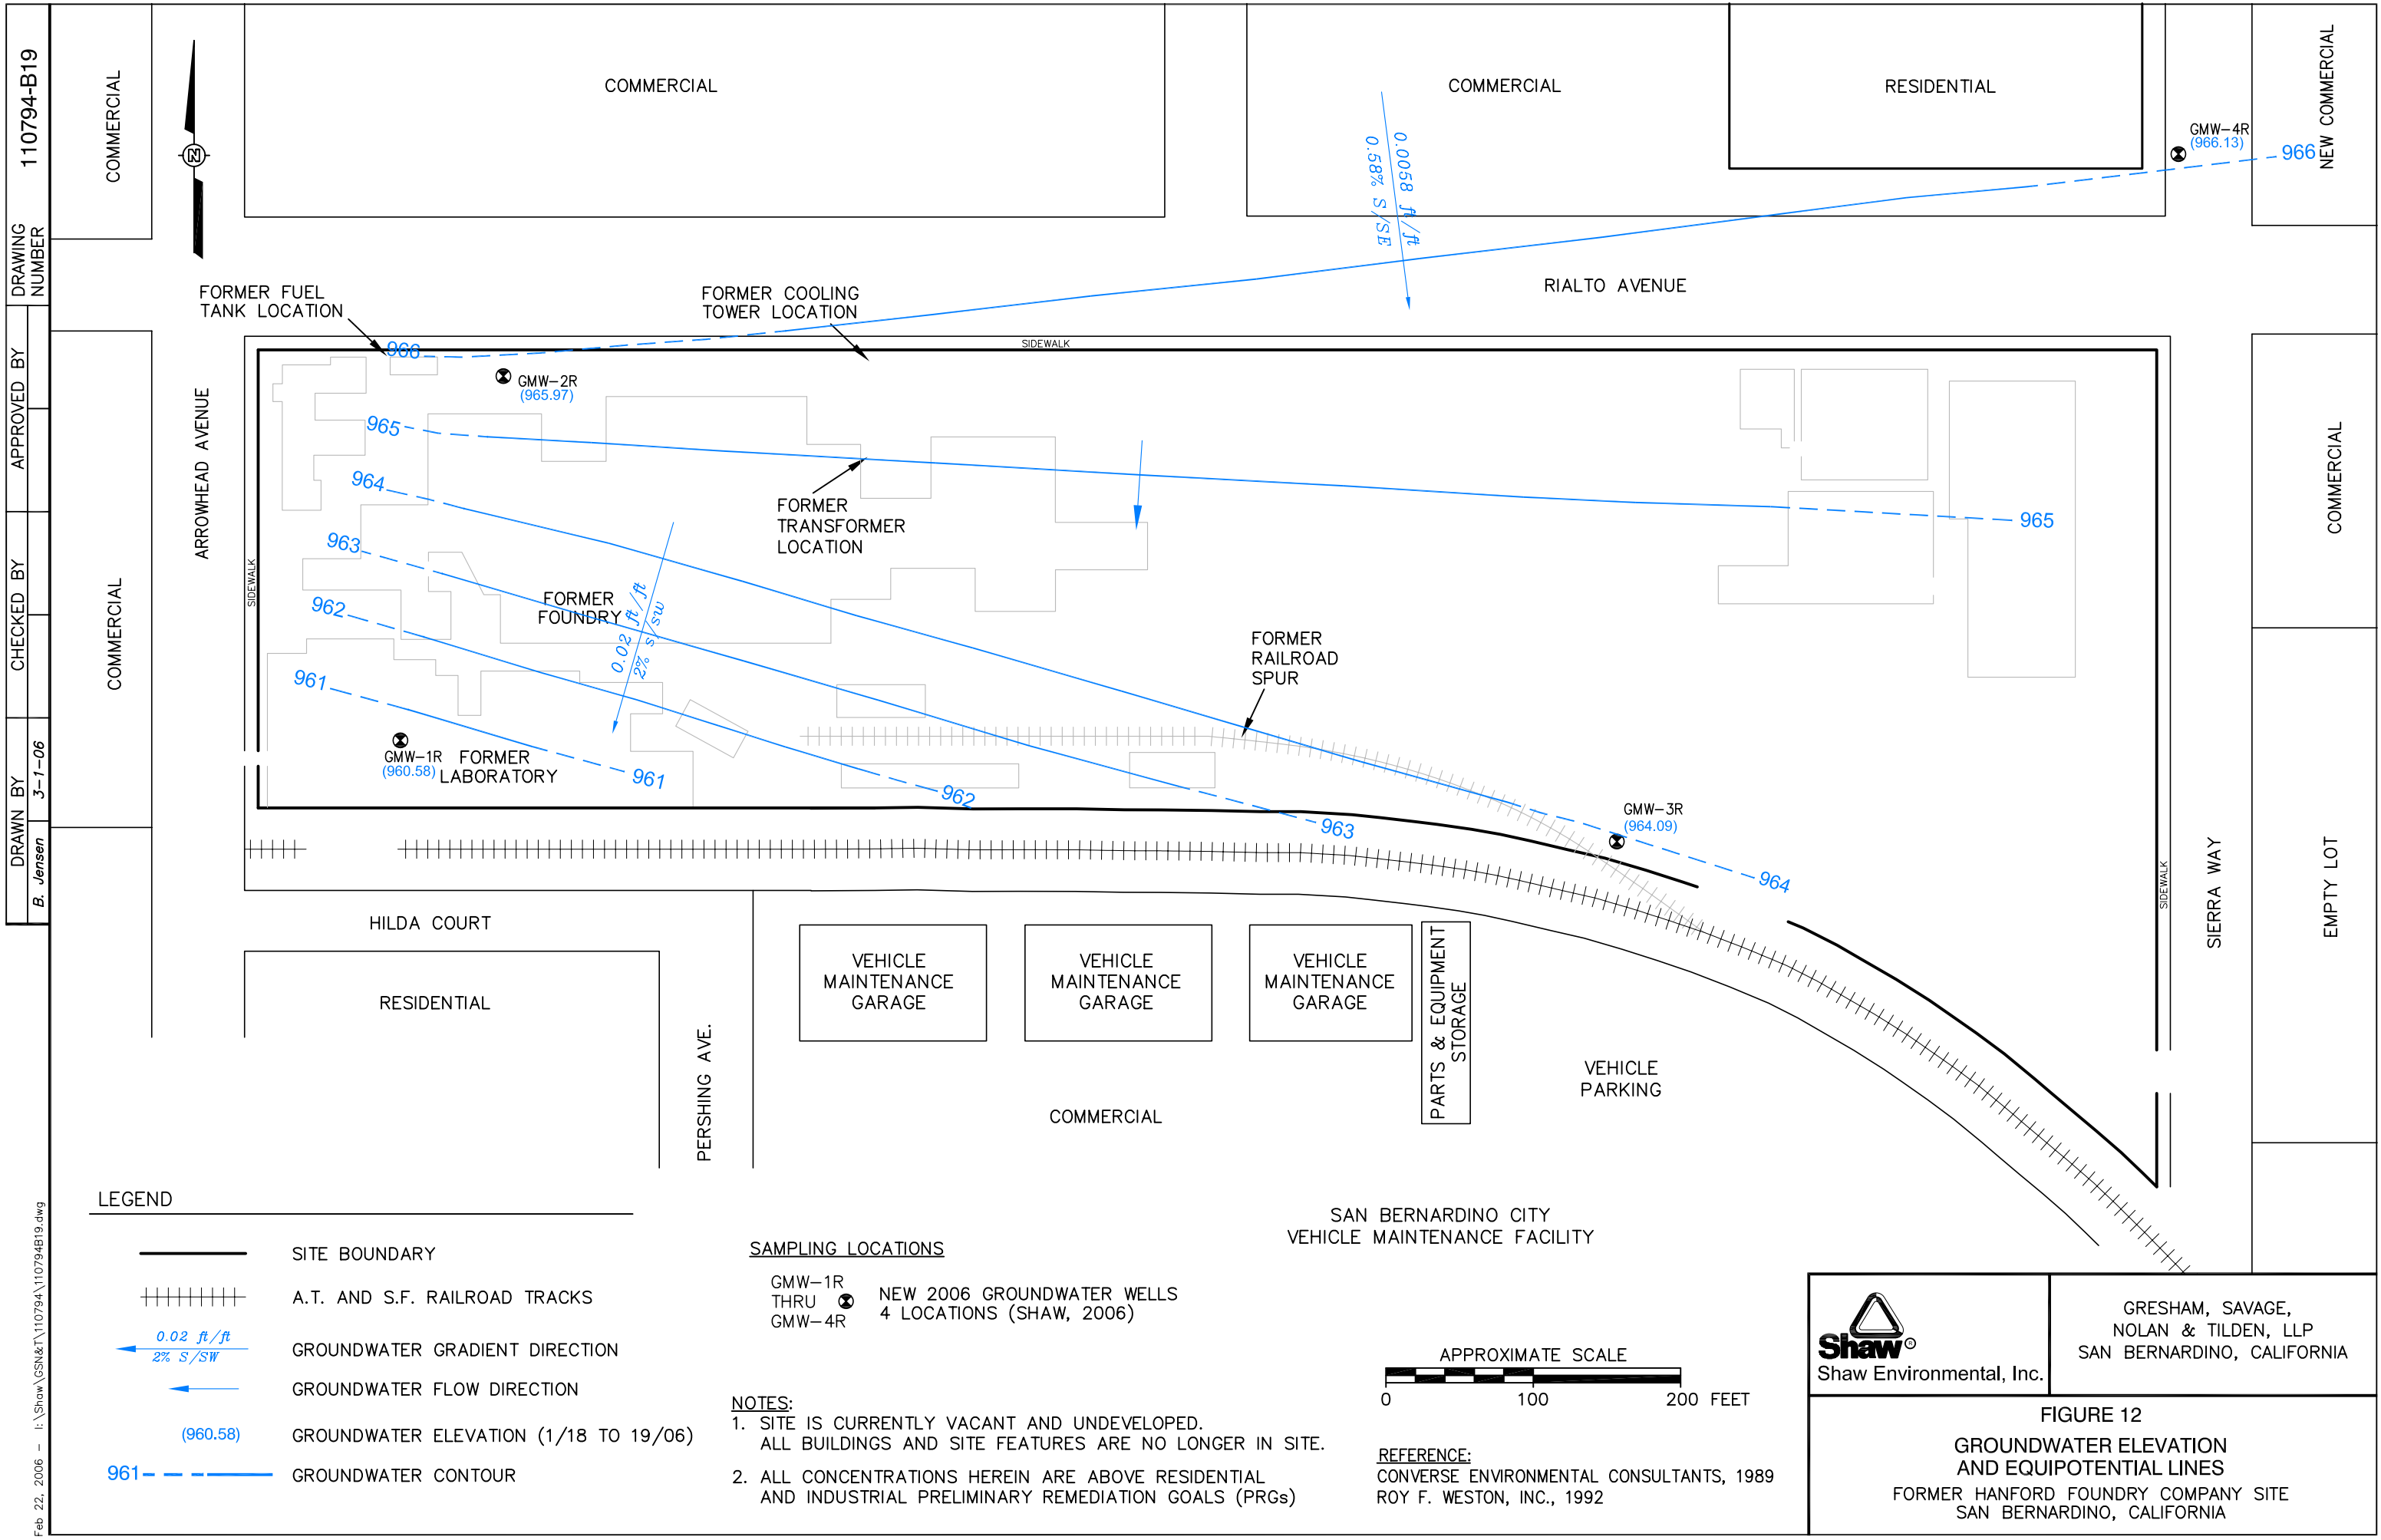 110794-B19
DRAWING
NUMBER
APPROVED BY
CHECKED BY
DRAWN BY
3-1-06
B. Jensen
Feb 22, 2006 - I:\Shaw\GSN&T\110794\110794B19.dwg
COMMERCIAL
COMMERCIAL
COMMERCIAL
RESIDENTIAL
NEW COMMERCIAL
N
GMW-4R
(966.13)
966
0.0058 ft/ft
0.58% S/SE
RIALTO AVENUE
FORMER FUEL
TANK LOCATION
FORMER COOLING
TOWER LOCATION
SIDEWALK
966
GMW-2R
(965.97)
ARROWHEAD AVENUE
965
964
963
962
961
FORMER
TRANSFORMER
LOCATION
965
COMMERCIAL
SIDEWALK
FORMER
FOUNDRY
0.02 ft/ft
2% s/sw
COMMERCIAL
FORMER
RAILROAD
SPUR
GMW-1R
(960.58)
FORMER
LABORATORY
961
962
963
GMW-3R
(964.09)
964
SIDEWALK
SIERRA WAY
EMPTY LOT
HILDA COURT
RESIDENTIAL
PERSHING AVE.
VEHICLE
MAINTENANCE
GARAGE
VEHICLE
MAINTENANCE
GARAGE
VEHICLE
MAINTENANCE
GARAGE
PARTS & EQUIPMENT
STORAGE
VEHICLE
PARKING
COMMERCIAL
SAN BERNARDINO CITY
VEHICLE MAINTENANCE FACILITY
LEGEND
SITE BOUNDARY
A.T. AND S.F. RAILROAD TRACKS
0.02 ft/ft
2% S/SW
GROUNDWATER GRADIENT DIRECTION
GROUNDWATER FLOW DIRECTION
(960.58)
GROUNDWATER ELEVATION (1/18 TO 19/06)
961
GROUNDWATER CONTOUR
SAMPLING LOCATIONS
GMW-1R
THRU
GMW-4R
NEW 2006 GROUNDWATER WELLS
4 LOCATIONS (SHAW, 2006)
NOTES:
1. SITE IS CURRENTLY VACANT AND UNDEVELOPED.
ALL BUILDINGS AND SITE FEATURES ARE NO LONGER IN SITE.
2. ALL CONCENTRATIONS HEREIN ARE ABOVE RESIDENTIAL
AND INDUSTRIAL PRELIMINARY REMEDIATION GOALS (PRGs)
APPROXIMATE SCALE
0 100 200 FEET
REFERENCE:
CONVERSE ENVIRONMENTAL CONSULTANTS, 1989
ROY F. WESTON, INC., 1992
Shaw®
Shaw Environmental, Inc.
GRESHAM, SAVAGE,
NOLAN & TILDEN, LLP
SAN BERNARDINO, CALIFORNIA
FIGURE 12
GROUNDWATER ELEVATION
AND EQUIPOTENTIAL LINES
FORMER HANFORD FOUNDRY COMPANY SITE
SAN BERNARDINO, CALIFORNIA